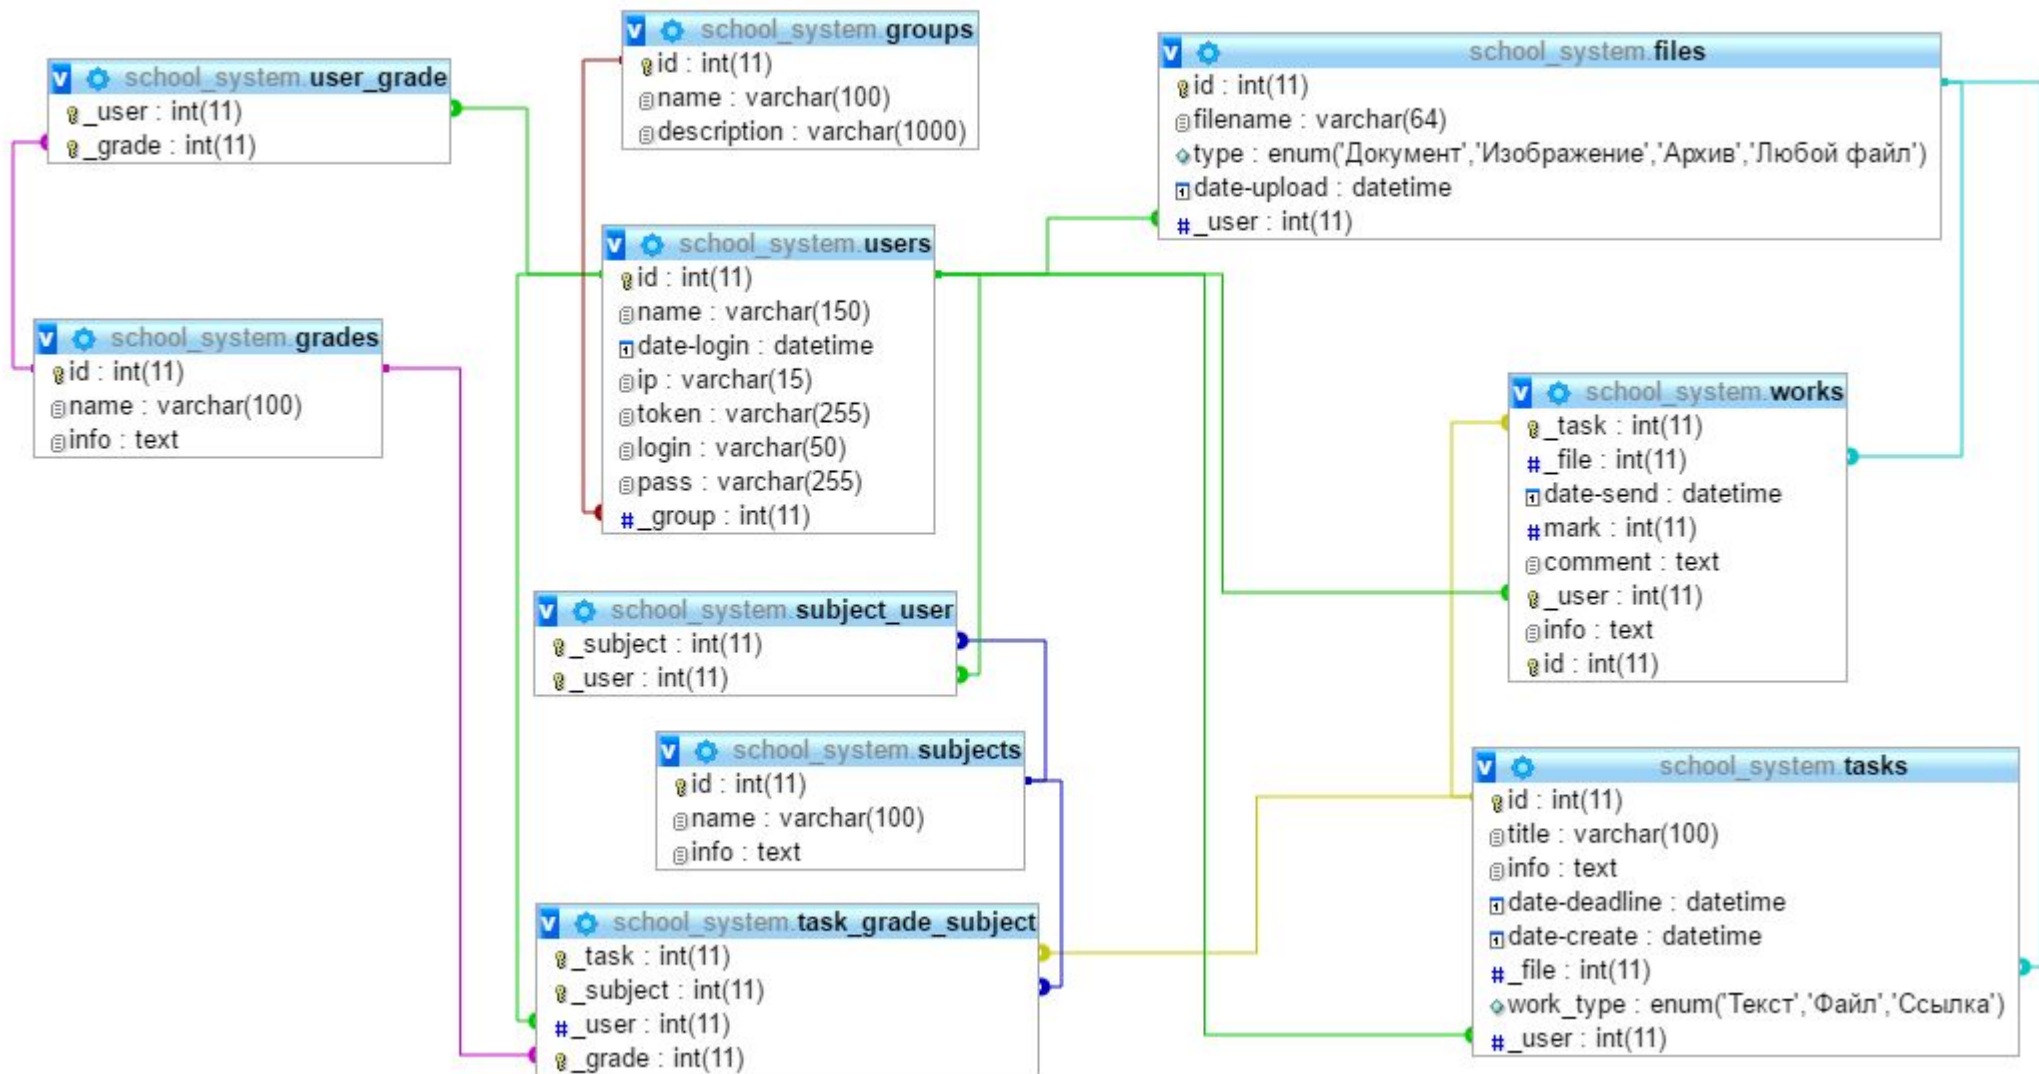 school_system.user_grade
_user : int(11)
_grade : int(11)
school_system.groups
id : int(11)
name : varchar(100)
description : varchar(1000)
school_system.files
id : int(11)
filename : varchar(64)
type : enum('Документ','Изображение','Архив','Любой файл')
date-upload : datetime
_user : int(11)
school_system.users
id : int(11)
name : varchar(150)
date-login : datetime
ip : varchar(15)
token : varchar(255)
login : varchar(50)
pass : varchar(255)
_group : int(11)
school_system.grades
id : int(11)
name : varchar(100)
info : text
school_system.works
_task : int(11)
_file : int(11)
date-send : datetime
mark : int(11)
comment : text
_user : int(11)
info : text
id : int(11)
school_system.subject_user
_subject : int(11)
_user : int(11)
school_system.subjects
id : int(11)
name : varchar(100)
info : text
school_system.tasks
id : int(11)
title : varchar(100)
info : text
date-deadline : datetime
date-create : datetime
_file : int(11)
work_type : enum('Текст','Файл','Ссылка')
_user : int(11)
school_system.task_grade_subject
_task : int(11)
_subject : int(11)
_user : int(11)
_grade : int(11)